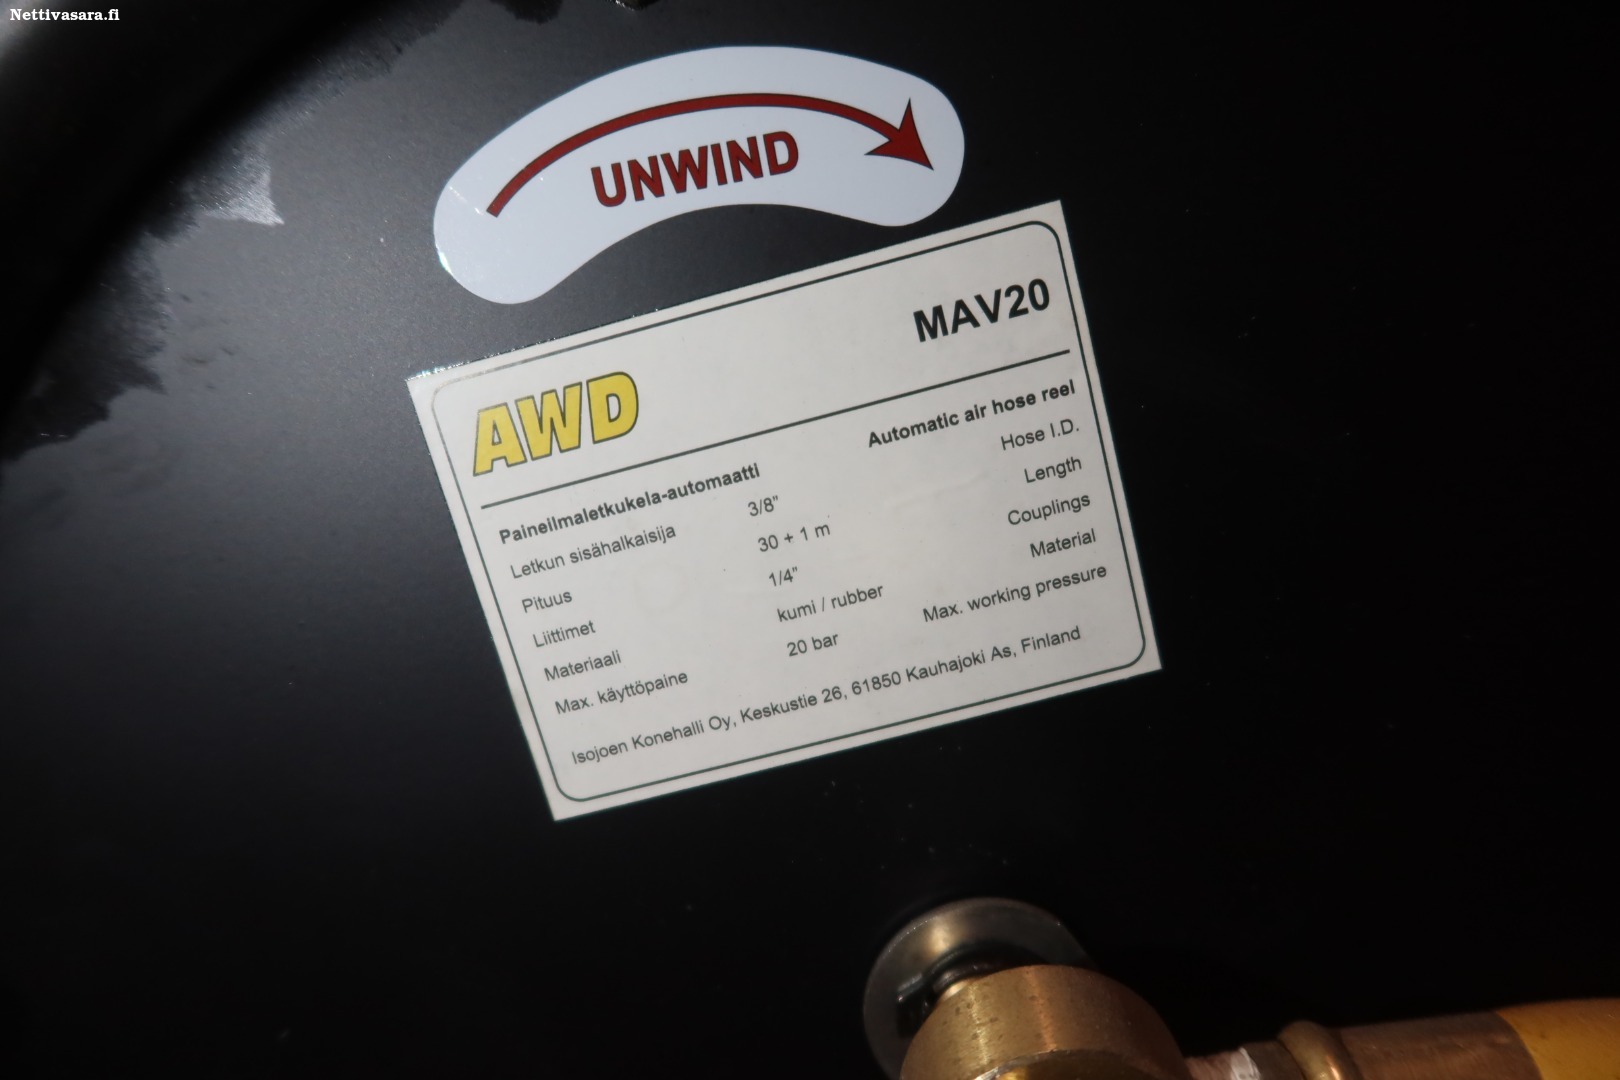 Nettivasara.fi
UNWIND
AWD MAV20
Paineilmaletkukela-automaatti Automatic air hose reel
Letkun sisähalkaisija 3/8" Hose I.D.
Pituus 30 + 1 m Length
Liittimet 1/4" Couplings
Materiaali kumi / rubber Material
Max. käyttöpaine 20 bar Max. working pressure
Isojoen Konehalli Oy, Keskustie 26, 61850 Kauhajoki As, Finland